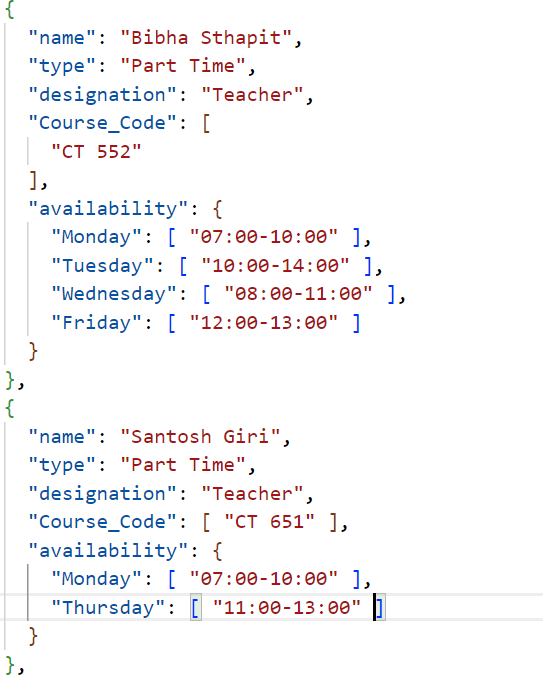 {
"name": "Bibha Sthapit",
"type": "Part Time",
"designation": "Teacher",
"Course_Code": [
"CT 552"
],
"availability": {
"Monday": [ "07:00-10:00" ],
"Tuesday": [ "10:00-14:00" ],
"Wednesday": [ "08:00-11:00" ],
"Friday": [ "12:00-13:00" ]
}
},
{
"name": "Santosh Giri",
"type": "Part Time",
"designation": "Teacher",
"Course_Code": [ "CT 651" ],
"availability": {
"Monday": [ "07:00-10:00" ],
"Thursday": [ "11:00-13:00" ]
}
},